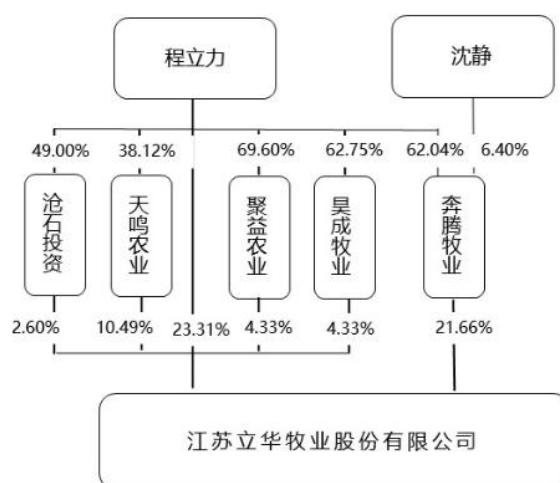 程立力
沈静
49.00%
38.12%
69.60%
62.75%
62.04%
6.40%
沧石投资
天鸣农业
聚益农业
昊成牧业
奔腾牧业
2.60%
10.49%
23.31%
4.33%
4.33%
21.66%
江苏立华牧业股份有限公司